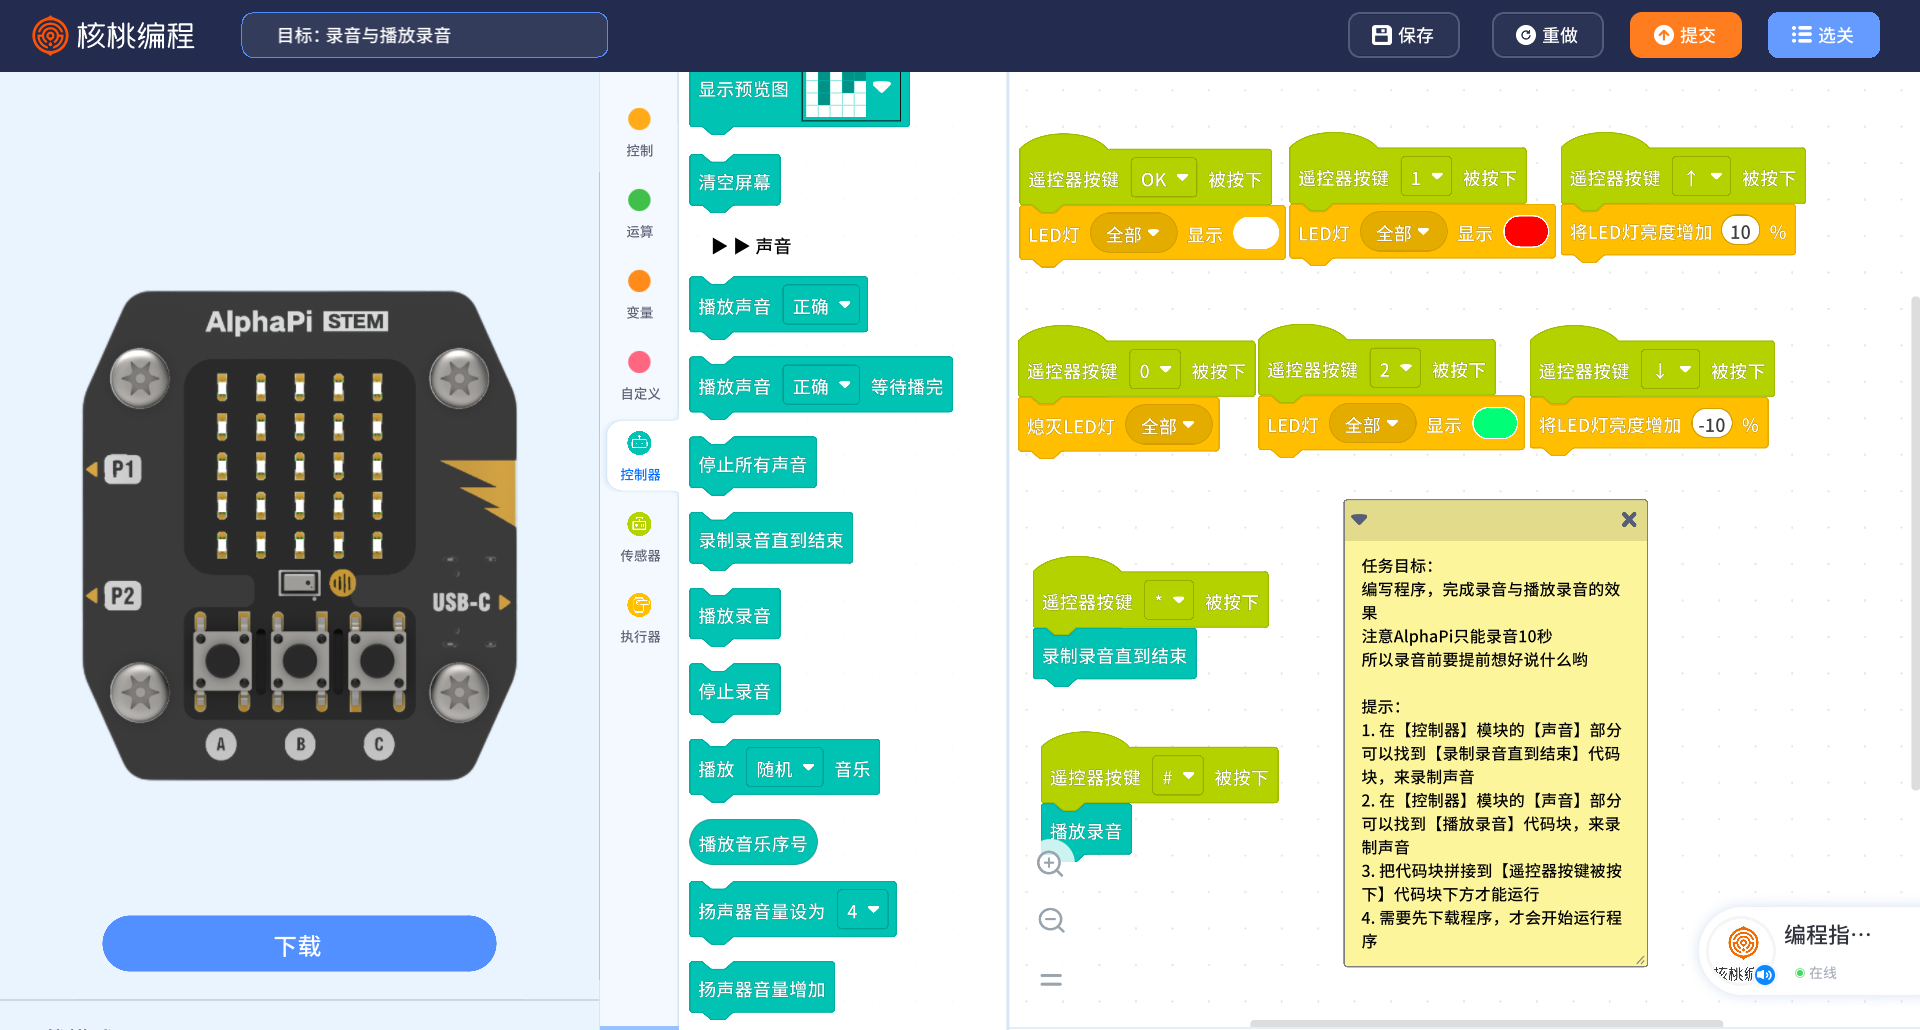 核桃编程
目标：录音与播放录音
保存
重做
提交
选关
AlphaPi STEM
P1
P2
USB-C
A
B
C
下载
控制
运算
变量
自定义
控制器
传感器
执行器
显示预览图
清空屏幕
▶▶声音
播放声音 正确
播放声音 正确 等待播完
停止所有声音
录制录音直到结束
播放录音
停止录音
播放 随机 音乐
播放音乐序号
扬声器音量设为 4
扬声器音量增加
遥控器按键 OK 被按下
LED灯 全部 显示
遥控器按键 1 被按下
LED灯 全部 显示
遥控器按键 ↑ 被按下
将LED灯亮度增加 10 %
遥控器按键 0 被按下
熄灭LED灯 全部
遥控器按键 2 被按下
LED灯 全部 显示
遥控器按键 ↓ 被按下
将LED灯亮度增加 -10 %
遥控器按键 * 被按下
录制录音直到结束
遥控器按键 # 被按下
播放录音
任务目标：
编写程序，完成录音与播放录音的效
果
注意AlphaPi只能录音10秒
所以录音前要提前想好说什么哟
提示：
1. 在【控制器】模块的【声音】部分
可以找到【录制录音直到结束】代码
块，来录制声音
2. 在【控制器】模块的【声音】部分
可以找到【播放录音】代码块，来录
制声音
3. 把代码块拼接到【遥控器按键被按
下】代码块下方才能运行
4. 需要先下载程序，才会开始运行程
序
编程指…
在线
核桃编